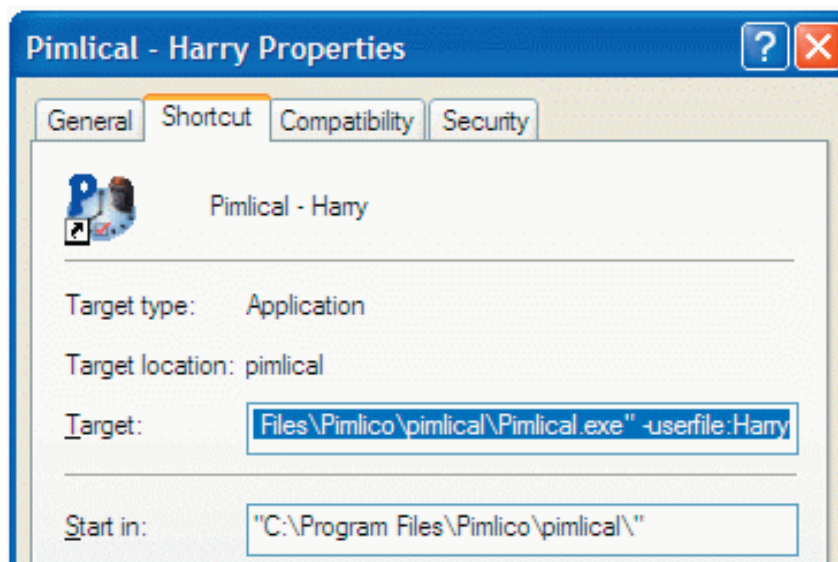 Pimlical - Harry Properties
General Shortcut Compatibility Security
P
Pimlical - Harry
Target type: Application
Target location: pimlical
Target: Files\Pimlico\pimlical\Pimlical.exe" -userfile:Harry
Start in: "C:\Program Files\Pimlico\pimlical\"